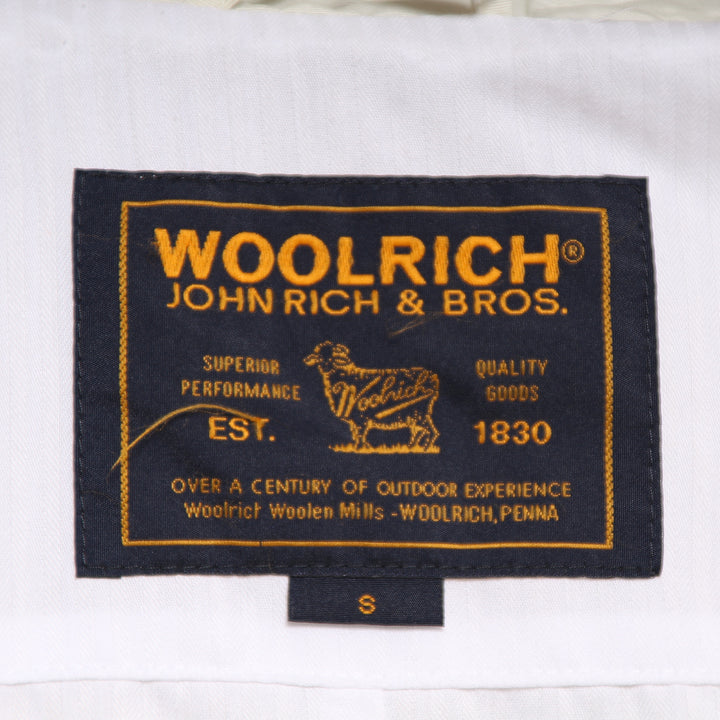 WOOLRICH®
JOHN RICH & BROS.
SUPERIOR
PERFORMANCE
Woolrich
QUALITY
GOODS
EST. 1830
OVER A CENTURY OF OUTDOOR EXPERIENCE
Woolrich Woolen Mills - WOOLRICH, PENNA
S